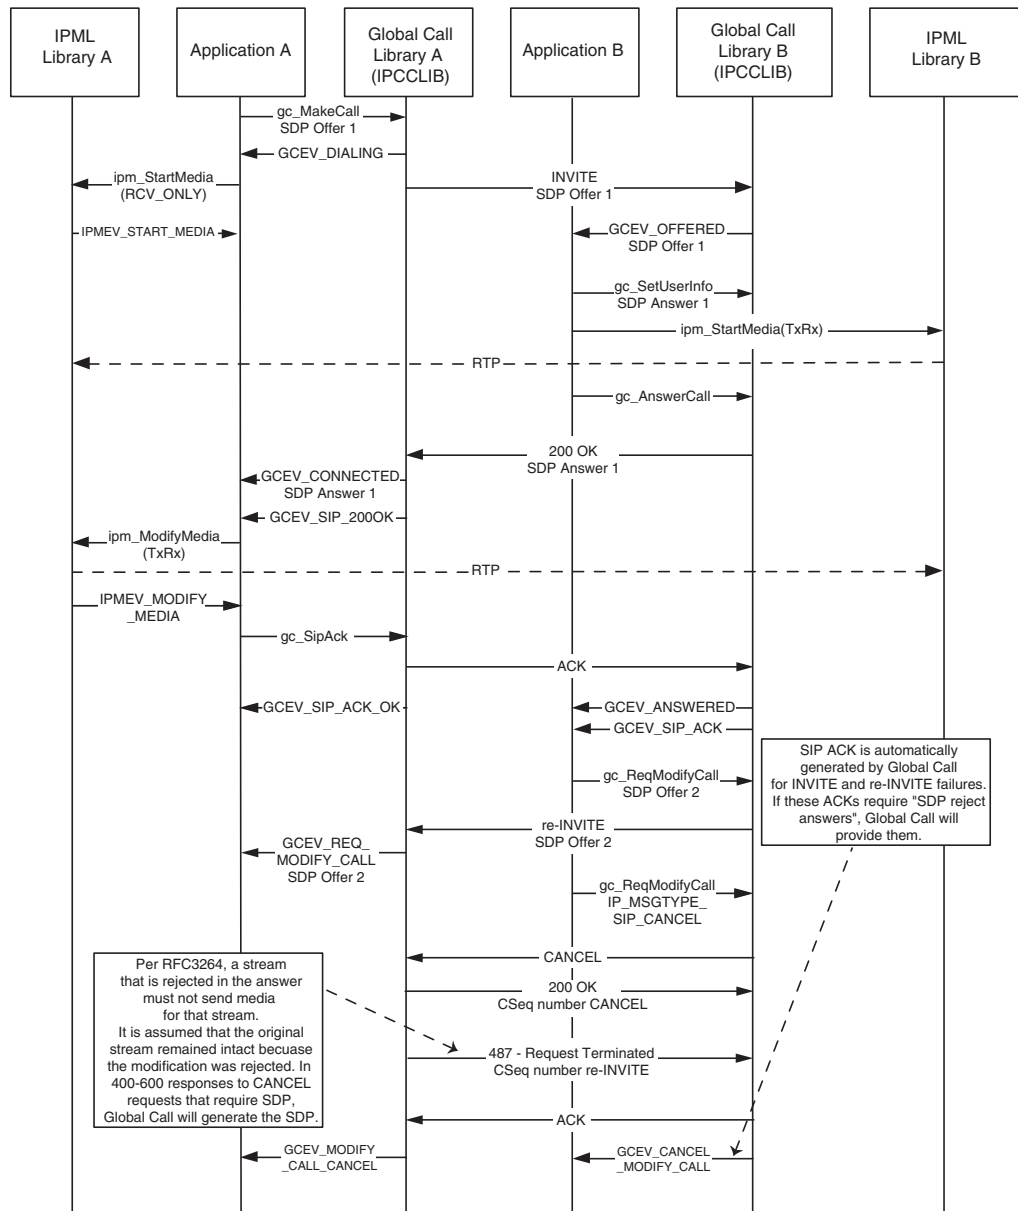 IPML
Library A
Application A
Global Call
Library A
(IPCCLIB)
Application B
Global Call
Library B
(IPCCLIB)
IPML
Library B
gc_MakeCall
SDP Offer 1
GCEV_DIALING
ipm_StartMedia
(RCV_ONLY)
INVITE
SDP Offer 1
IPMEV_START_MEDIA
GCEV_OFFERED
SDP Offer 1
gc_SetUserInfo
SDP Answer 1
ipm_StartMedia(TxRx)
RTP
gc_AnswerCall
200 OK
SDP Answer 1
GCEV_CONNECTED
SDP Answer 1
GCEV_SIP_200OK
ipm_ModifyMedia
(TxRx)
RTP
IPMEV_MODIFY
_MEDIA
gc_SipAck
ACK
GCEV_SIP_ACK_OK
GCEV_ANSWERED
GCEV_SIP_ACK
SIP ACK is automatically
generated by Global Call
for INVITE and re-INVITE failures.
If these ACKs require "SDP reject
answers", Global Call will
provide them.
gc_ReqModifyCall
SDP Offer 2
re-INVITE
SDP Offer 2
GCEV_REQ_
MODIFY_CALL
SDP Offer 2
gc_ReqModifyCall
IP_MSGTYPE_
SIP_CANCEL
CANCEL
Per RFC3264, a stream
that is rejected in the answer
must not send media
for that stream.
It is assumed that the original
stream remained intact becuase
the modification was rejected. In
400-600 responses to CANCEL
requests that require SDP,
Global Call will generate the SDP.
200 OK
CSeq number CANCEL
487 - Request Terminated
CSeq number re-INVITE
ACK
GCEV_MODIFY
_CALL_CANCEL
GCEV_CANCEL
_MODIFY_CALL